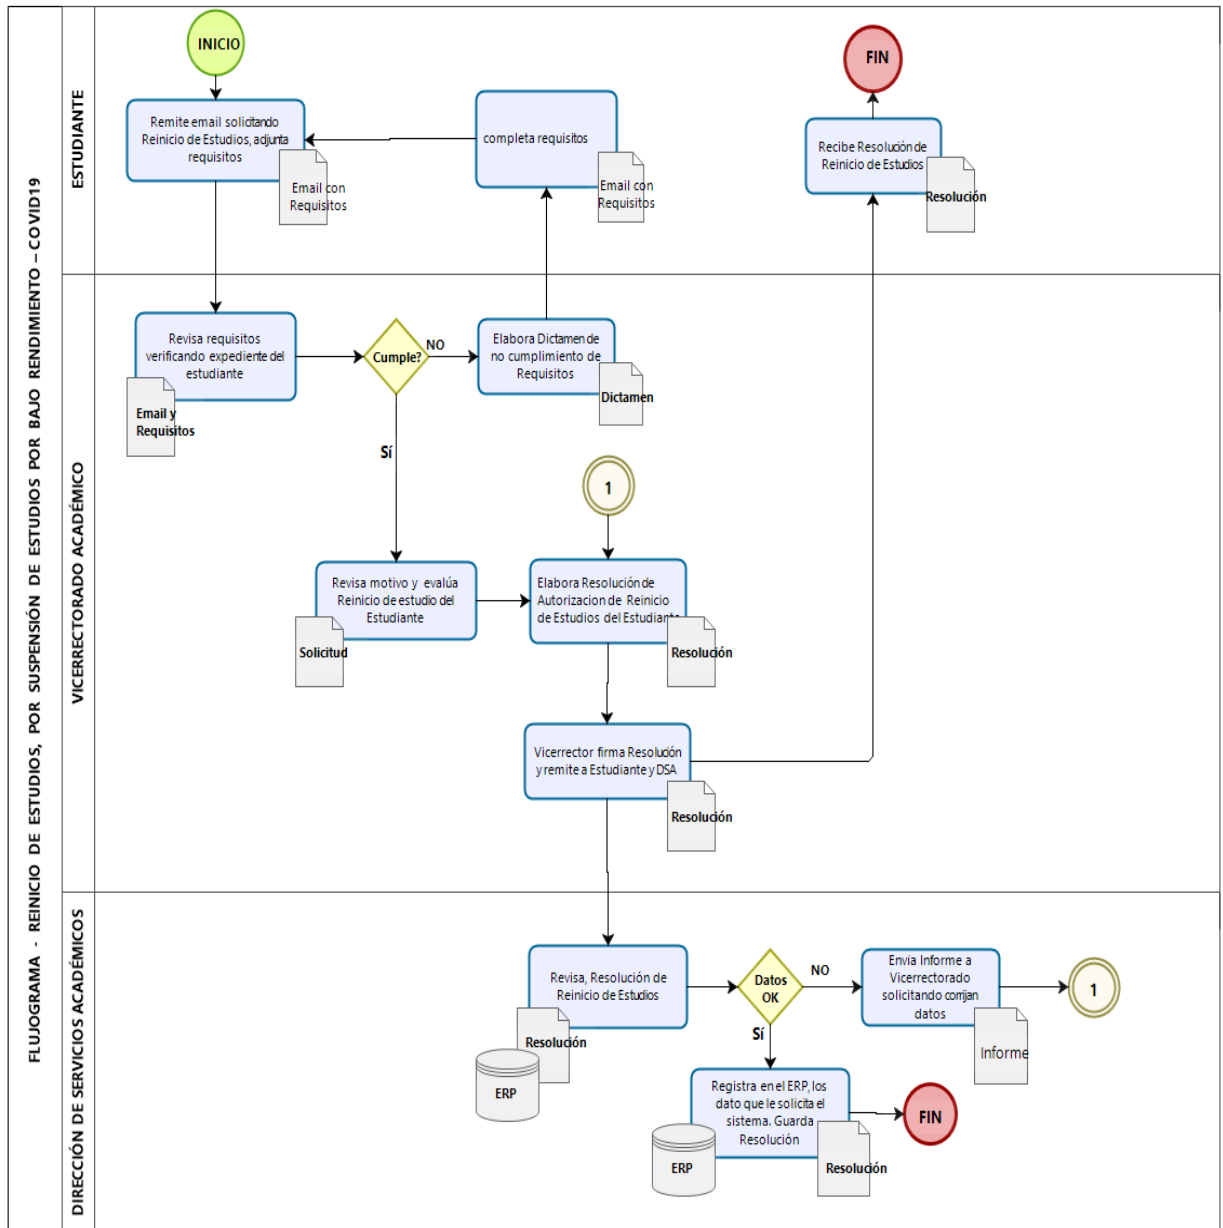 FLUJOGRAMA - REINICIO DE ESTUDIOS, POR SUSPENSIÓN DE ESTUDIOS POR BAJO RENDIMIENTO – COVID19
ESTUDIANTE
INICIO
Remite email solicitando
Reinicio de Estudios, adjunta
requisitos
Email con
Requisitos
completa requisitos
Email con
Requisitos
FIN
Recibe Resolución de
Reinicio de Estudios
Resolución
VICERRECTORADO ACADÉMICO
Revisa requisitos
verificando expediente del
estudiante
Email y
Requisitos
Cumple?
NO
Elabora Dictamen de
no cumplimiento de
Requisitos
Dictamen
Sí
1
Revisa motivo y evalúa
Reinicio de estudio del
Estudiante
Solicitud
Elabora Resolución de
Autorizacion de Reinicio
de Estudios del Estudiante
Resolución
Vicerrector firma Resolución
y remite a Estudiante y DSA
Resolución
DIRECCIÓN DE SERVICIOS ACADÉMICOS
Revisa, Resolución de
Reinicio de Estudios
Resolución
ERP
Datos
OK
NO
Envía Informe a
Vicerrectorado
solicitando corrijan
datos
Informe
1
Sí
Registra en el ERP, los
dato que le solicita el
sistema. Guarda
Resolución
ERP
Resolución
FIN